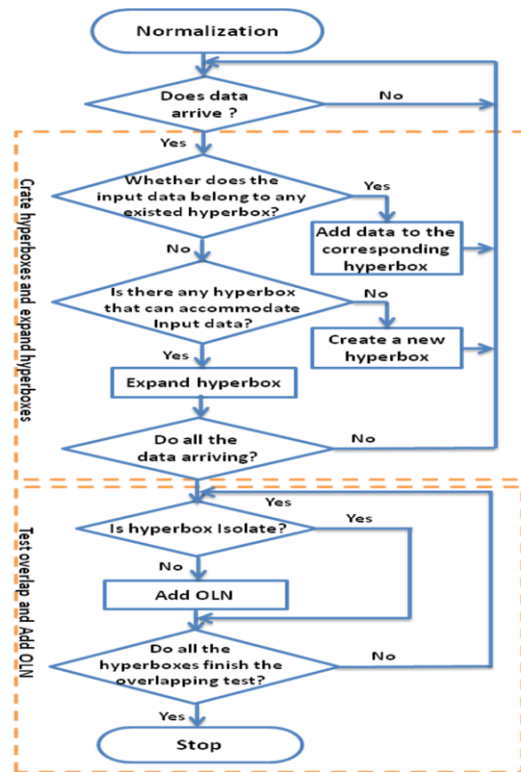 Normalization
Does data
arrive ?
No
Yes
Crate hyperboxes and expand hyperboxes
Whether does the
input data belong to any
existed hyperbox?
Yes
Add data to the
corresponding
hyperbox
No
Is there any hyperbox
that can accommodate
Input data?
No
Create a new
hyperbox
Yes
Expand hyperbox
Do all the
data arriving?
No
Yes
Test overlap and Add OLN
Is hyperbox Isolate?
Yes
No
Add OLN
Do all the
hyperboxes finish the
overlapping test?
No
Yes
Stop